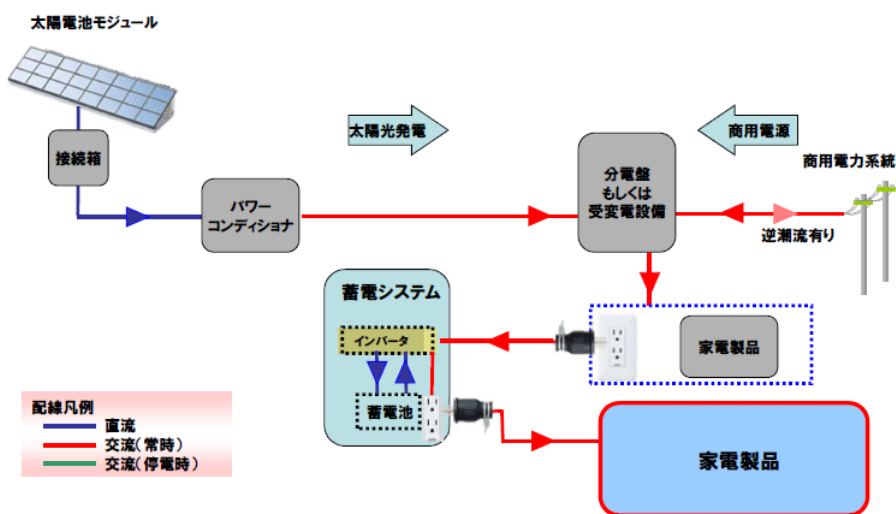 太陽電池モジュール
接続箱
パワー
コンディショナ
太陽光発電
分電盤
もしくは
受変電設備
商用電源
商用電力系統
逆潮流有り
蓄電システム
インバータ
蓄電池
家電製品
家電製品
配線凡例
直流
交流(常時)
交流(停電時)